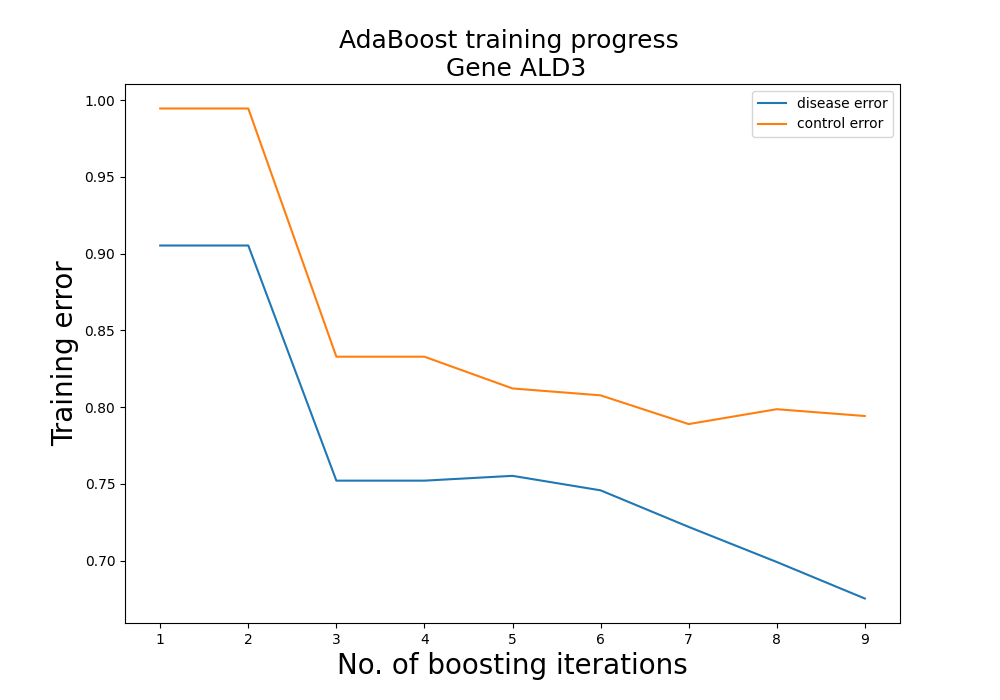 AdaBoost training progress
Gene ALD3
disease error
control error
Training error
1.00
0.95
0.90
0.85
0.80
0.75
0.70
1 2 3 4 5 6 7 8 9
No. of boosting iterations